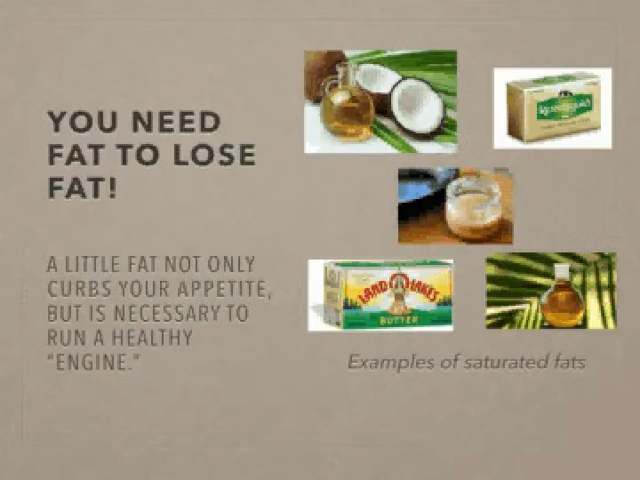 YOU NEED
FAT TO LOSE
FAT!
A LITTLE FAT NOT ONLY
CURBS YOUR APPETITE,
BUT IS NECESSARY TO
RUN A HEALTHY
“ENGINE.”
LAND O LAKES
BUTTER
Examples of saturated fats